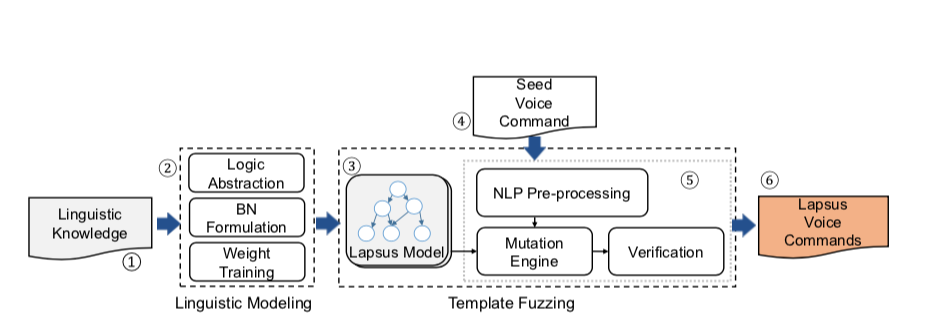 Seed
Voice
Command
④
②
Logic
Abstraction
③
⑤
⑥
NLP Pre-processing
Linguistic
Knowledge
①
BN
Formulation
Weight
Training
Lapsus Model
Mutation
Engine
Verification
Lapsus
Voice
Commands
Linguistic Modeling
Template Fuzzing